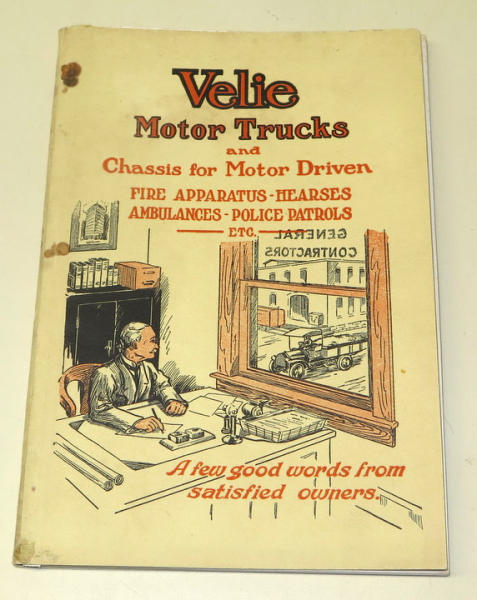 Velie
Motor Trucks
and
Chassis for Motor Driven
FIRE APPARATUS - HEARSES
AMBULANCES - POLICE PATROLS
ETC.
GENERAL
CONTRACTORS
A few good words from
satisfied owners.